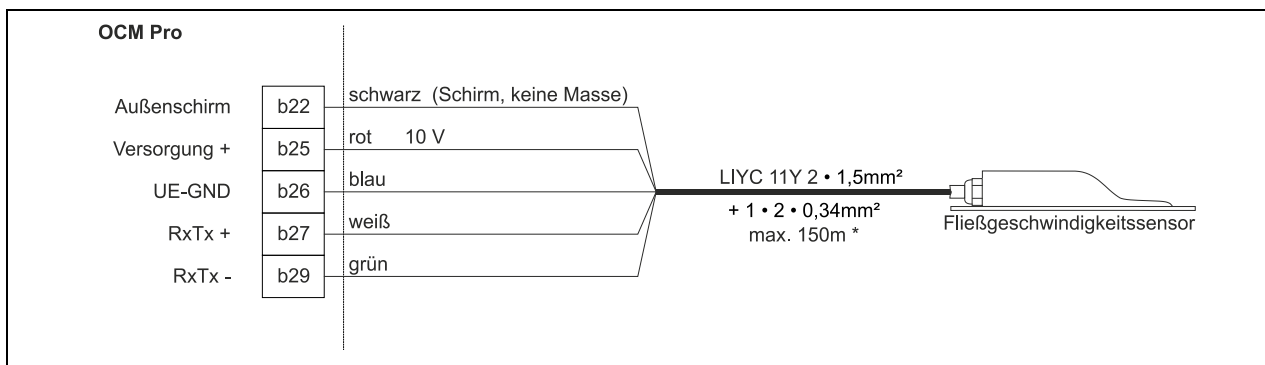 OCM Pro
Außenschirm b22 schwarz (Schirm, keine Masse)
Versorgung + b25 rot 10 V
UE-GND b26 blau
RxTx + b27 weiß
RxTx - b29 grün
LIYC 11Y 2 • 1,5mm²
+ 1 • 2 • 0,34mm²
max. 150m *
Fließgeschwindigkeitssensor